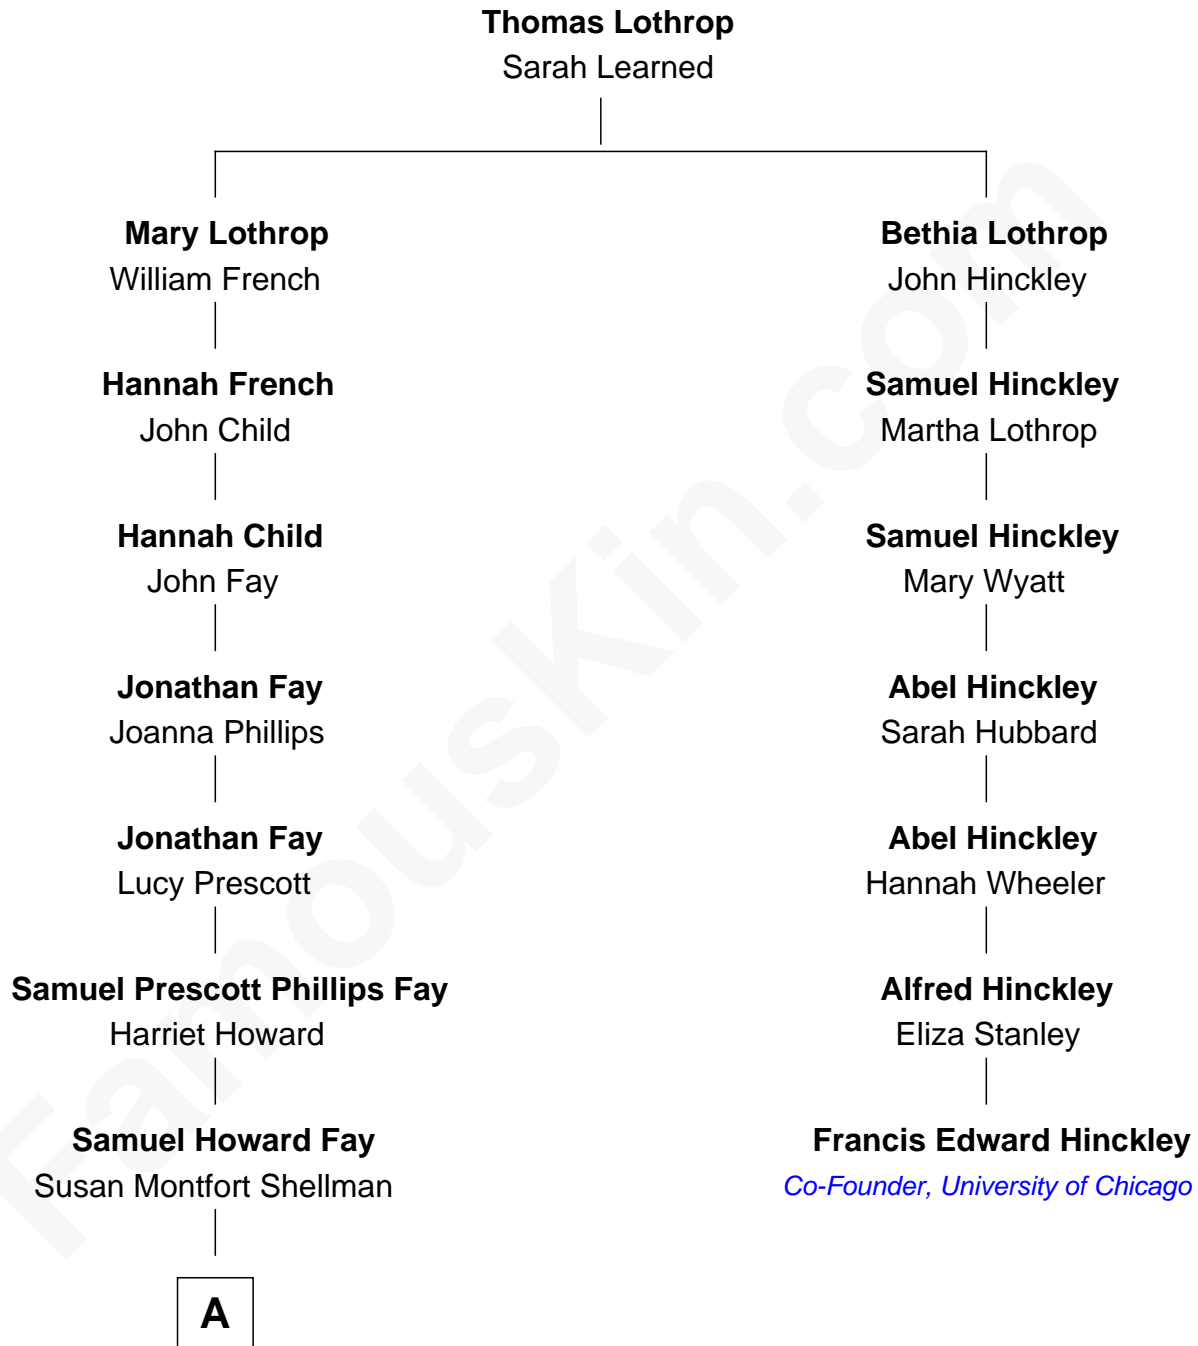 Thomas Lothrop
Sarah Learned
Mary Lothrop
William French
Hannah French
John Child
Hannah Child
John Fay
Jonathan Fay
Joanna Phillips
Jonathan Fay
Lucy Prescott
Samuel Prescott Phillips Fay
Harriet Howard
Samuel Howard Fay
Susan Montfort Shellman
A
Bethia Lothrop
John Hinckley
Samuel Hinckley
Martha Lothrop
Samuel Hinckley
Mary Wyatt
Abel Hinckley
Sarah Hubbard
Abel Hinckley
Hannah Wheeler
Alfred Hinckley
Eliza Stanley
Francis Edward Hinckley
Co-Founder, University of Chicago
FamousKin.com